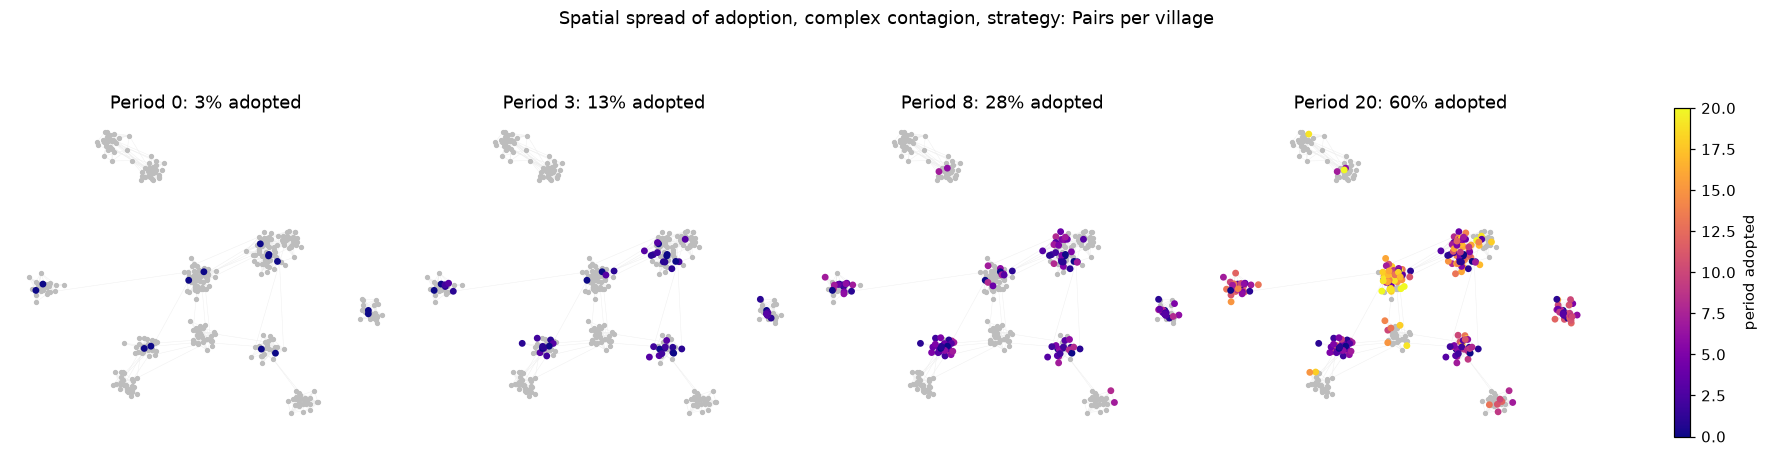 Spatial spread of adoption, complex contagion, strategy: Pairs per village
Period 0: 3% adopted
Period 3: 13% adopted
Period 8: 28% adopted
Period 20: 60% adopted
20.0
17.5
15.0
12.5
10.0
7.5
5.0
2.5
0.0
period adopted